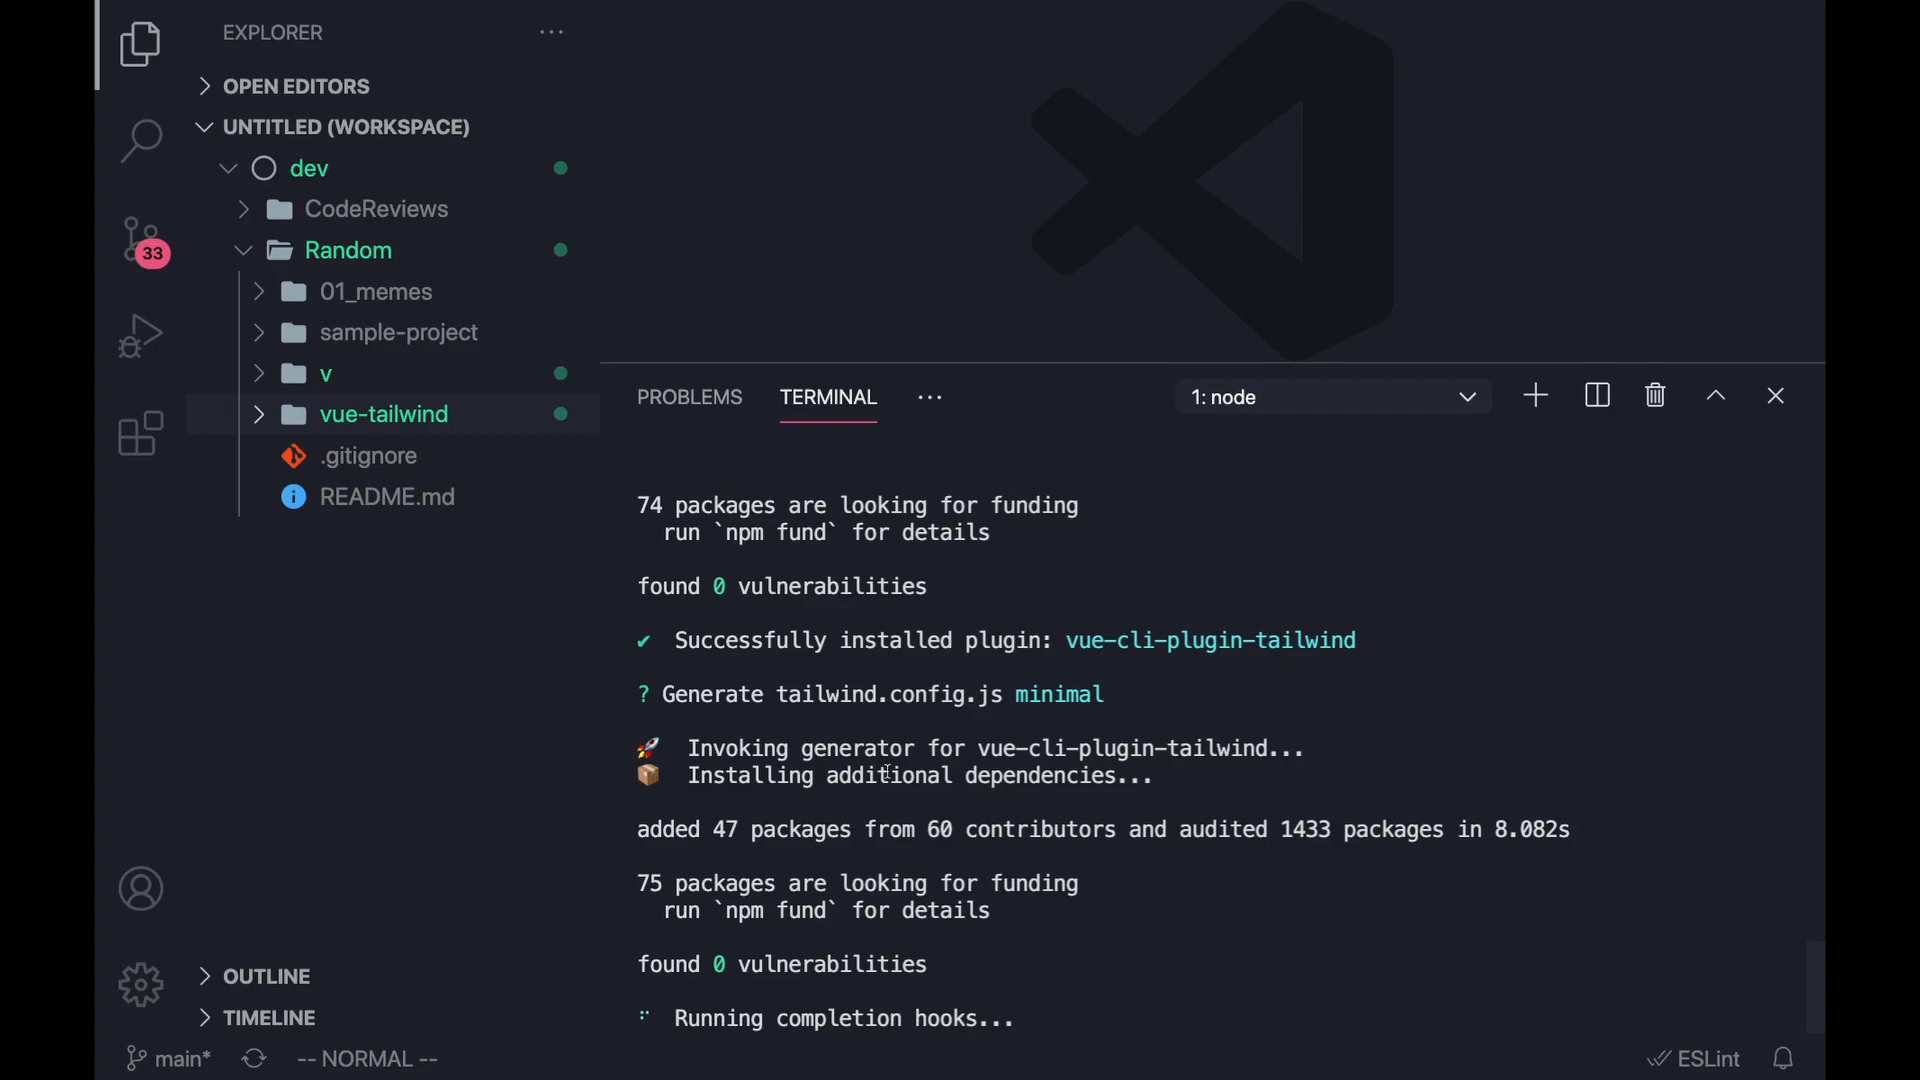 EXPLORER
OPEN EDITORS
UNTITLED (WORKSPACE)
dev
CodeReviews
Random
01_memes
sample-project
v
vue-tailwind
.gitignore
README.md
33
OUTLINE
TIMELINE
PROBLEMS TERMINAL ··· 1: node
74 packages are looking for funding
run `npm fund` for details
found 0 vulnerabilities
✔ Successfully installed plugin: vue-cli-plugin-tailwind
? Generate tailwind.config.js minimal
🚀 Invoking generator for vue-cli-plugin-tailwind...
📦 Installing additional dependencies...
added 47 packages from 60 contributors and audited 1433 packages in 8.082s
75 packages are looking for funding
run `npm fund` for details
found 0 vulnerabilities
Running completion hooks...
main* -- NORMAL -- ESLint